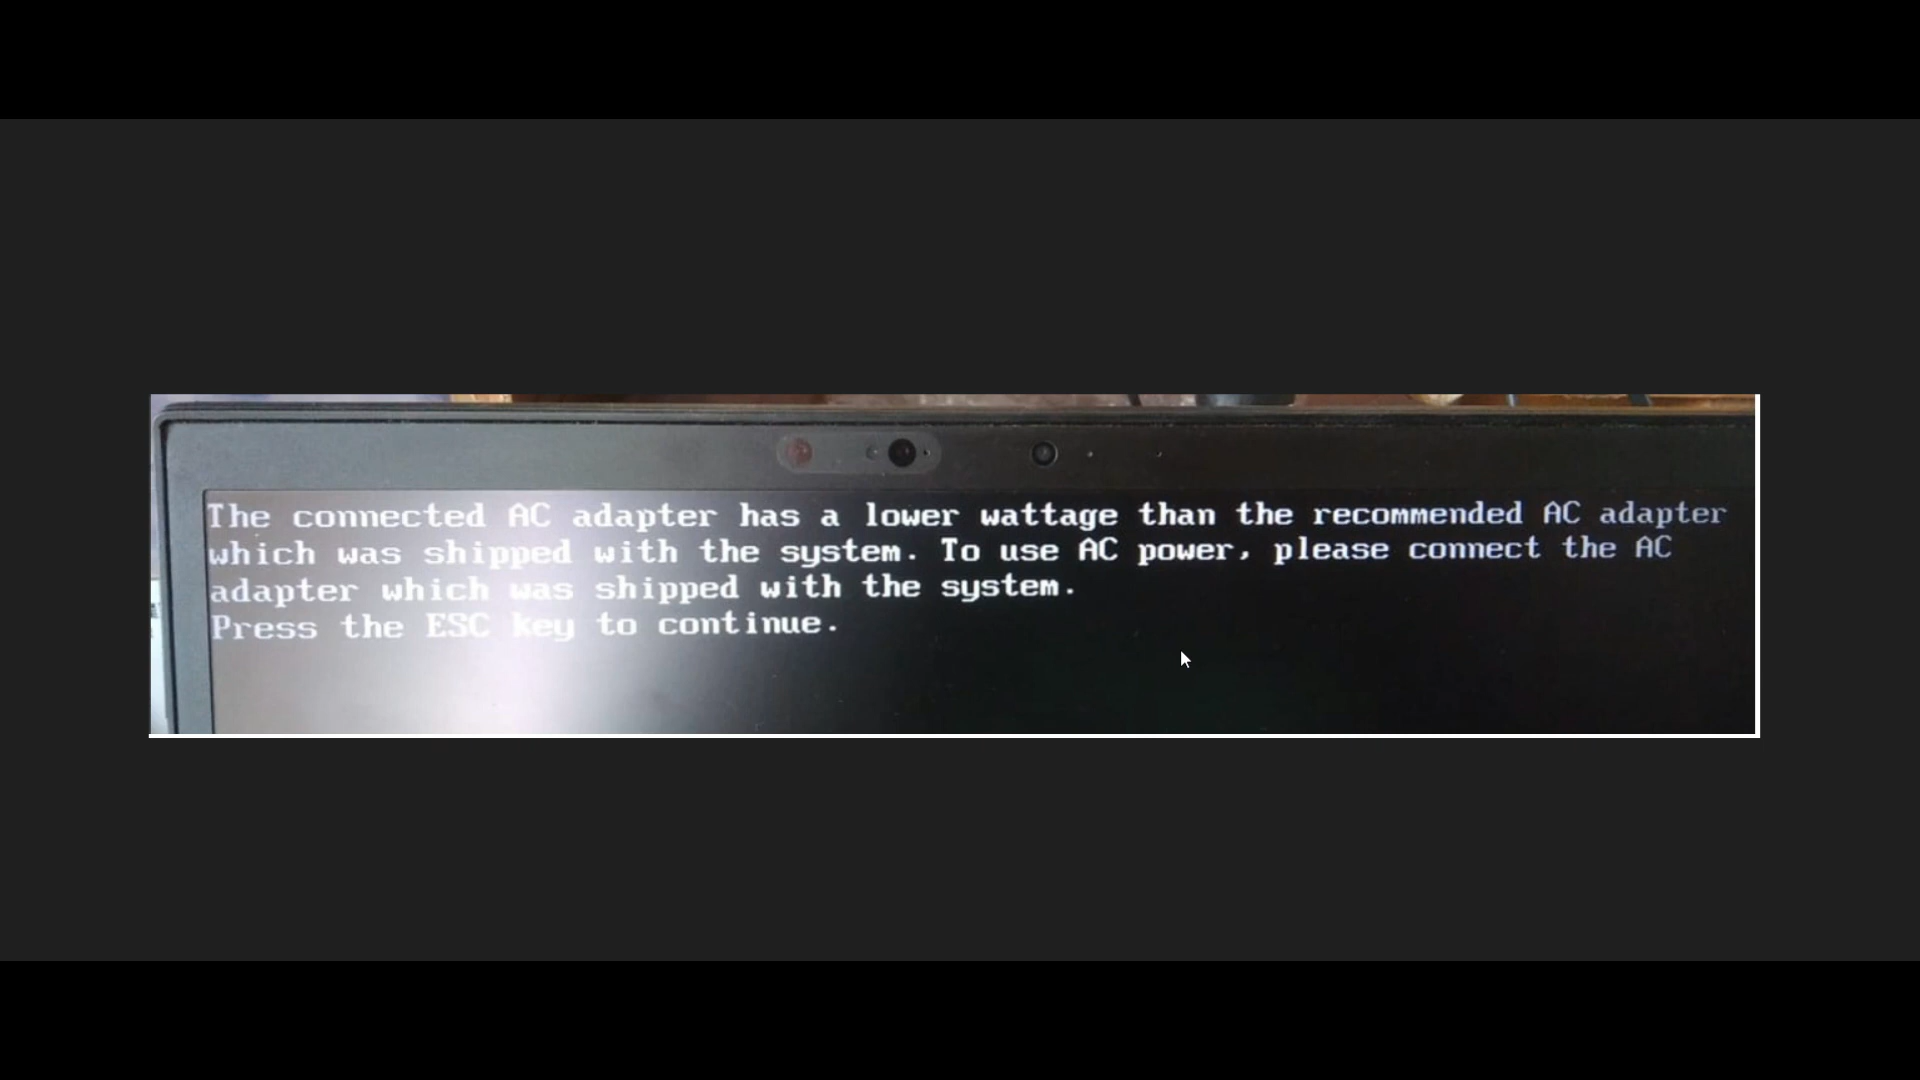 The connected AC adapter has a lower wattage than the recommended AC adapter
which was shipped with the system. To use AC power, please connect the AC
adapter which was shipped with the system.
Press the ESC key to continue.